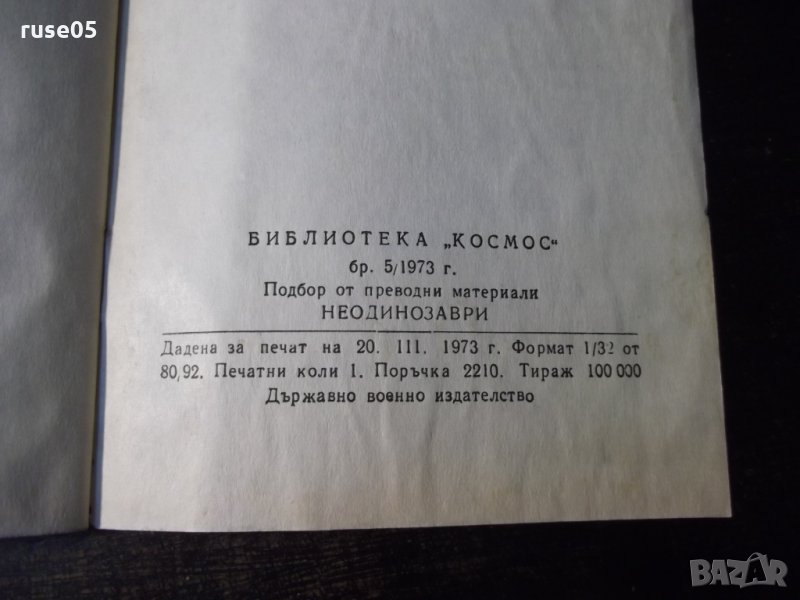 ruse05
БИБЛИОТЕКА „КОСМОС“
бр. 5/1973 г.
Подбор от преводни материали
НЕОДИНОЗАВРИ
Дадена за печат на 20. III. 1973 г. Формат 1/32 от
80,92. Печатни коли 1. Поръчка 2210. Тираж 100 000
Държавно военно издателство
BAZAR